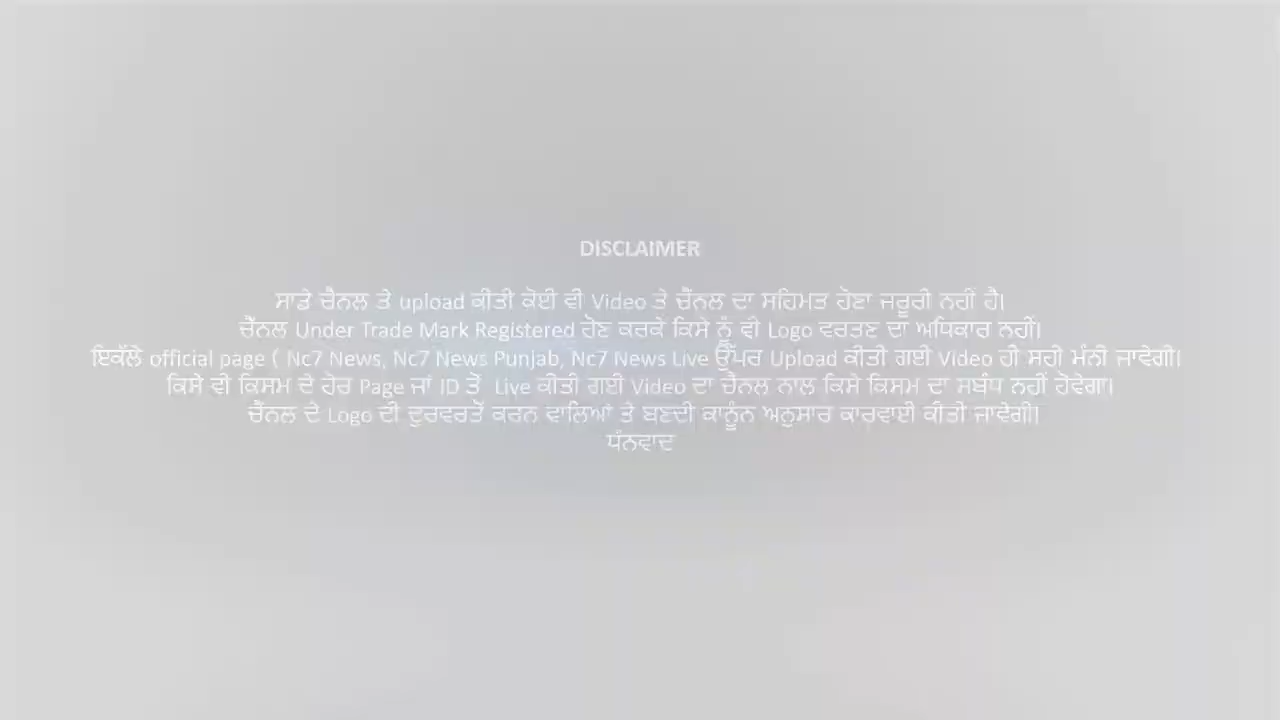 DISCLAIMER
ਸਾਡੇ ਚੈਨਲ ਤੇ upload ਕੀਤੀ ਕੋਈ ਵੀ Video ਤੇ ਚੈੱਨਲ ਦਾ ਸਹਿਮਤ ਹੋਣਾ ਜਰੂਰੀ ਨਹੀਂ ਹੈ।
ਚੈੱਨਲ Under Trade Mark Registered ਹੋਣ ਕਰਕੇ ਕਿਸੇ ਨੂੰ ਵੀ Logo ਵਰਤਣ ਦਾ ਅਧਿਕਾਰ ਨਹੀਂ।
ਇਕੱਲੇ official page ( Nc7 News, Nc7 News Punjab, Nc7 News Live ਉੱਪਰ Upload ਕੀਤੀ ਗਈ Video ਹੀ ਸਹੀ ਮੰਨੀ ਜਾਵੇਗੀ।
ਕਿਸੇ ਵੀ ਕਿਸਮ ਦੇ ਹੋਰ Page ਜਾਂ ID ਤੋਂ Live ਕੀਤੀ ਗਈ Video ਦਾ ਚੈਨਲ ਨਾਲ ਕਿਸੇ ਕਿਸਮ ਦਾ ਸਬੰਧ ਨਹੀਂ ਹੋਵੇਗਾ।
ਚੈੱਨਲ ਦੇ Logo ਦੀ ਦੁਰਵਰਤੋਂ ਕਰਨ ਵਾਲਿਆਂ ਤੇ ਬਣਦੀ ਕਾਨੂੰਨ ਅਨੁਸਾਰ ਕਾਰਵਾਈ ਕੀਤੀ ਜਾਵੈਗੀ।
ਧੰਨਵਾਦ